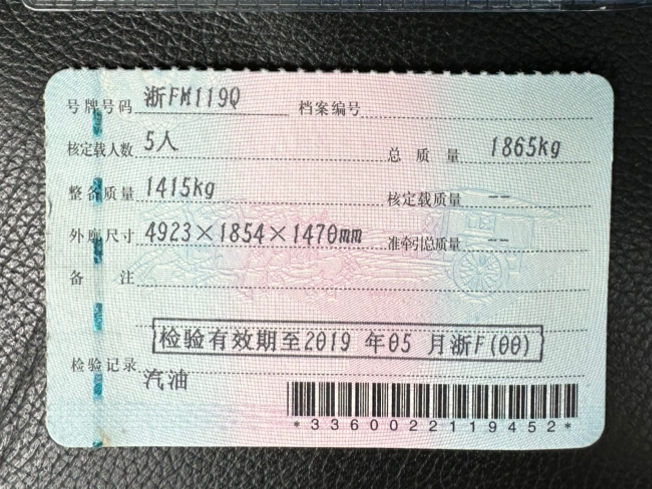 号牌号码 浙FM119Q 档案编号
核定载人数 5人 总质量 1865kg
整备质量 1415kg 核定载质量 --
外廓尺寸 4923×1854×1470mm 准牵引总质量 --
备注
检验有效期至2019 年05 月浙F(00)
检验记录
汽油
*3360022119452*